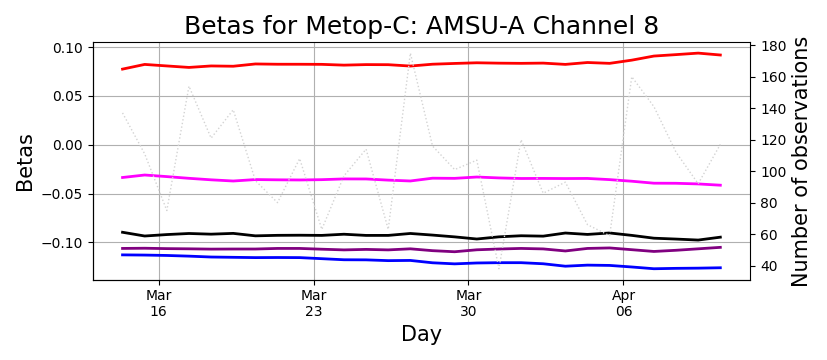 Betas for Metop-C: AMSU-A Channel 8
Betas
0.10
0.05
0.00
−0.05
−0.10
180
160
140
120
100
80
60
40
Number of observations
Mar
16
Mar
23
Mar
30
Apr
06
Day